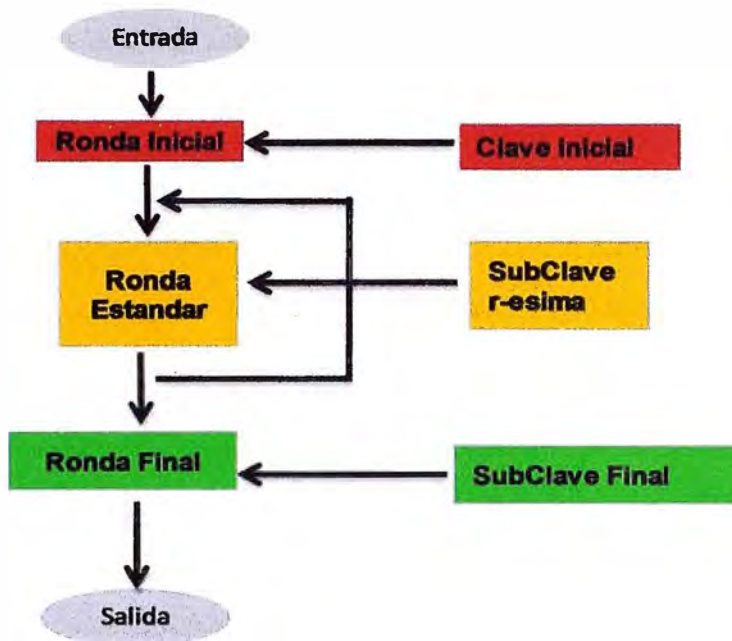 Entrada
Ronda Inicial
Clave Inicial
Ronda
Estandar
SubClave
r-esima
Ronda Final
SubClave Final
Salida